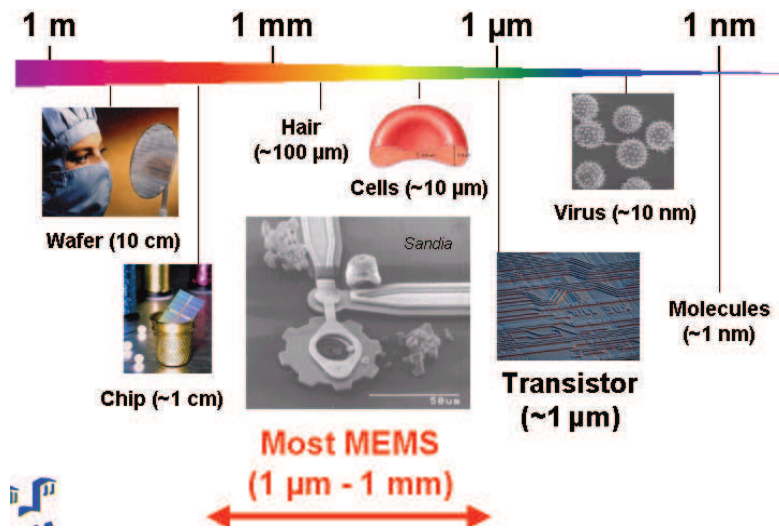 1 m
1 mm
1 µm
1 nm
Hair
(~100 µm)
Cells (~10 µm)
Virus (~10 nm)
Wafer (10 cm)
Sandia
Molecules
(~1 nm)
Chip (~1 cm)
50um
Transistor
(~1 µm)
Most MEMS
(1 µm - 1 mm)